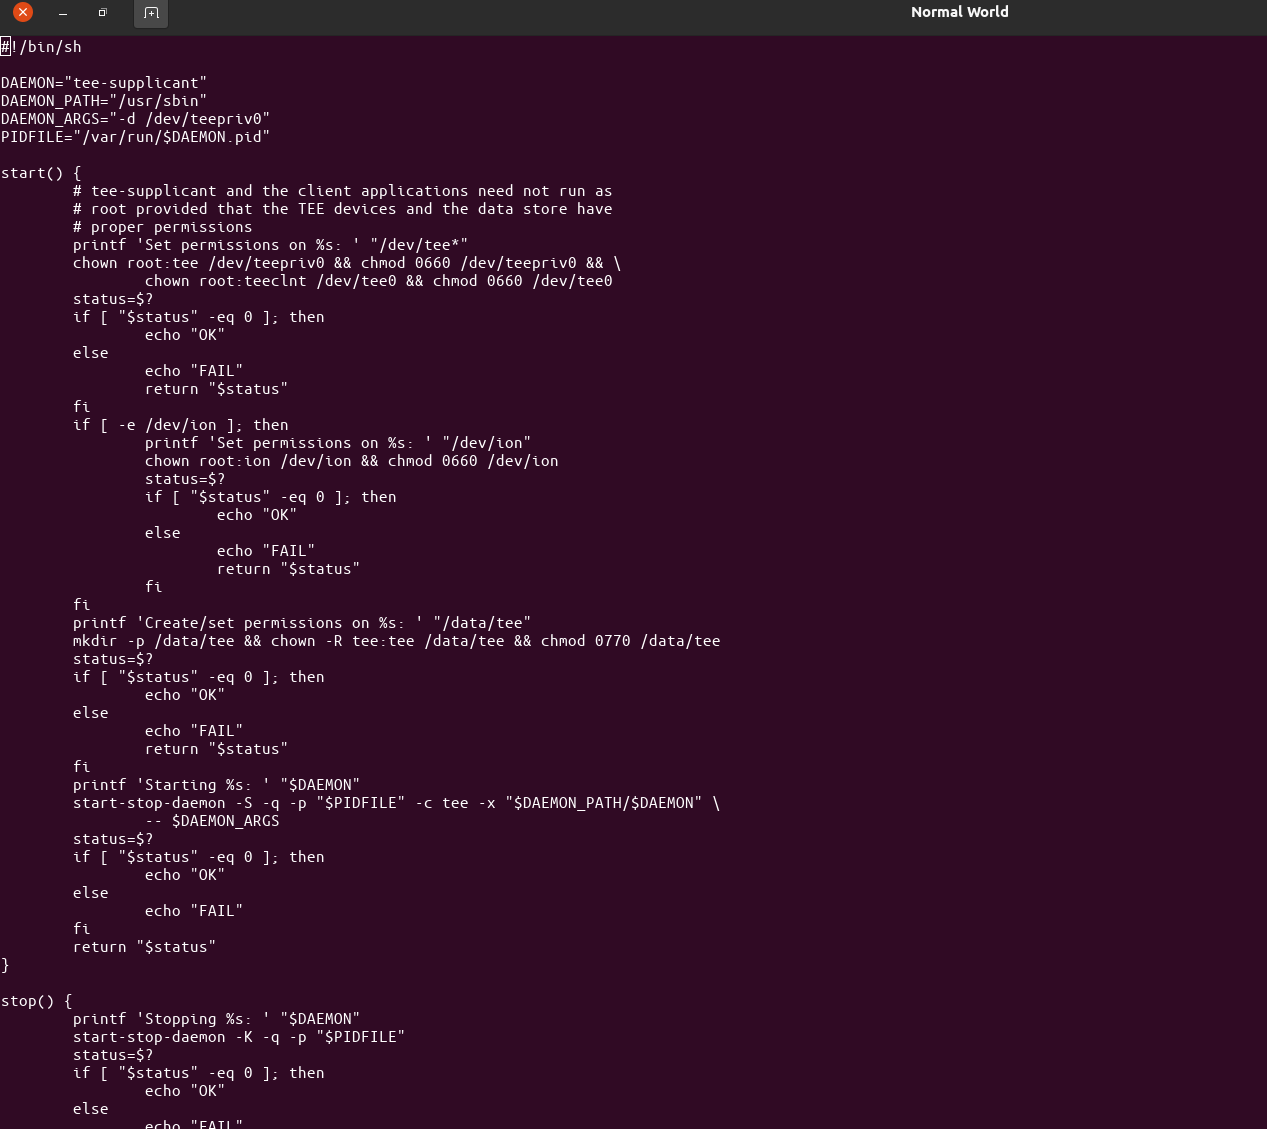 Normal World
#!/bin/sh

DAEMON="tee-supplicant"
DAEMON_PATH="/usr/sbin"
DAEMON_ARGS="-d /dev/teepriv0"
PIDFILE="/var/run/$DAEMON.pid"

start() {
        # tee-supplicant and the client applications need not run as
        # root provided that the TEE devices and the data store have
        # proper permissions
        printf 'Set permissions on %s: ' "/dev/tee*"
        chown root:tee /dev/teepriv0 && chmod 0660 /dev/teepriv0 && \
                chown root:teeclnt /dev/tee0 && chmod 0660 /dev/tee0
        status=$?
        if [ "$status" -eq 0 ]; then
                echo "OK"
        else
                echo "FAIL"
                return "$status"
        fi
        if [ -e /dev/ion ]; then
                printf 'Set permissions on %s: ' "/dev/ion"
                chown root:ion /dev/ion && chmod 0660 /dev/ion
                status=$?
                if [ "$status" -eq 0 ]; then
                        echo "OK"
                else
                        echo "FAIL"
                        return "$status"
                fi
        fi
        printf 'Create/set permissions on %s: ' "/data/tee"
        mkdir -p /data/tee && chown -R tee:tee /data/tee && chmod 0770 /data/tee
        status=$?
        if [ "$status" -eq 0 ]; then
                echo "OK"
        else
                echo "FAIL"
                return "$status"
        fi
        printf 'Starting %s: ' "$DAEMON"
        start-stop-daemon -S -q -p "$PIDFILE" -c tee -x "$DAEMON_PATH/$DAEMON" \
                -- $DAEMON_ARGS
        status=$?
        if [ "$status" -eq 0 ]; then
                echo "OK"
        else
                echo "FAIL"
        fi
        return "$status"
}

stop() {
        printf 'Stopping %s: ' "$DAEMON"
        start-stop-daemon -K -q -p "$PIDFILE"
        status=$?
        if [ "$status" -eq 0 ]; then
                echo "OK"
        else
                echo "FAIL"